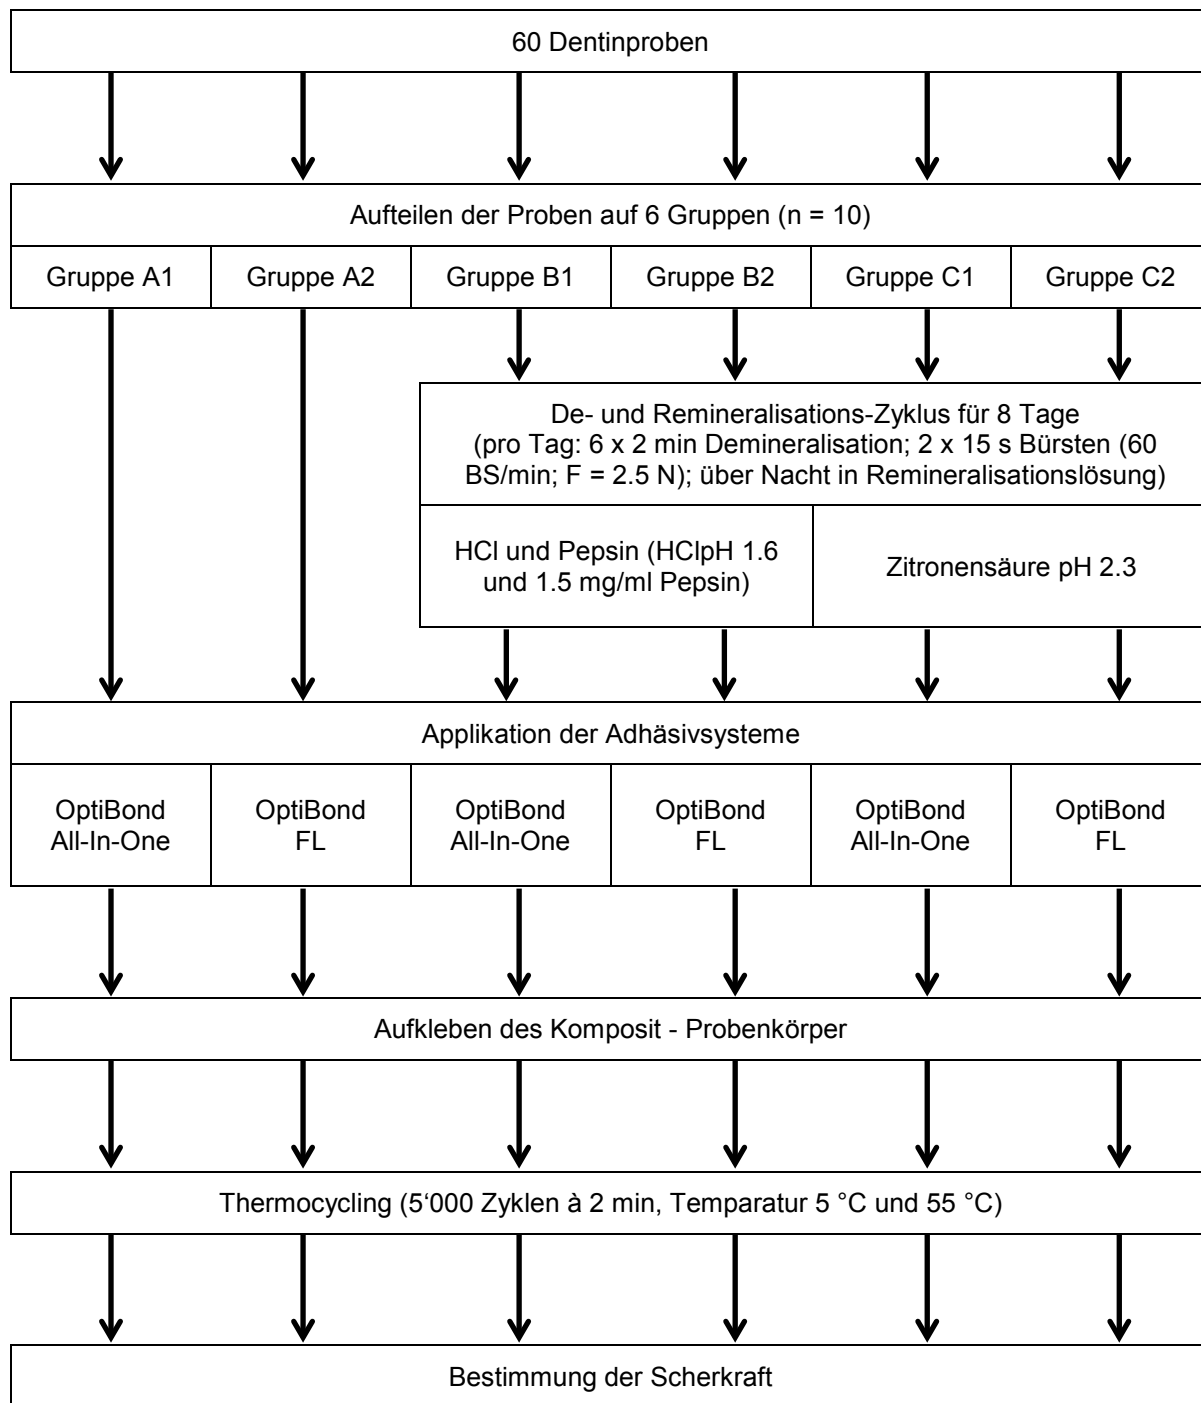 60 Dentinproben
Aufteilen der Proben auf 6 Gruppen (n = 10)
Gruppe A1
Gruppe A2
Gruppe B1
Gruppe B2
Gruppe C1
Gruppe C2
De- und Remineralisations-Zyklus für 8 Tage
(pro Tag: 6 x 2 min Demineralisation; 2 x 15 s Bürsten (60
BS/min; F = 2.5 N); über Nacht in Remineralisationslösung)
HCl und Pepsin (HClpH 1.6
und 1.5 mg/ml Pepsin)
Zitronensäure pH 2.3
Applikation der Adhäsivsysteme
OptiBond
All-In-One
OptiBond
FL
OptiBond
All-In-One
OptiBond
FL
OptiBond
All-In-One
OptiBond
FL
Aufkleben des Komposit - Probenkörper
Thermocycling (5‘000 Zyklen à 2 min, Temparatur 5 °C und 55 °C)
Bestimmung der Scherkraft